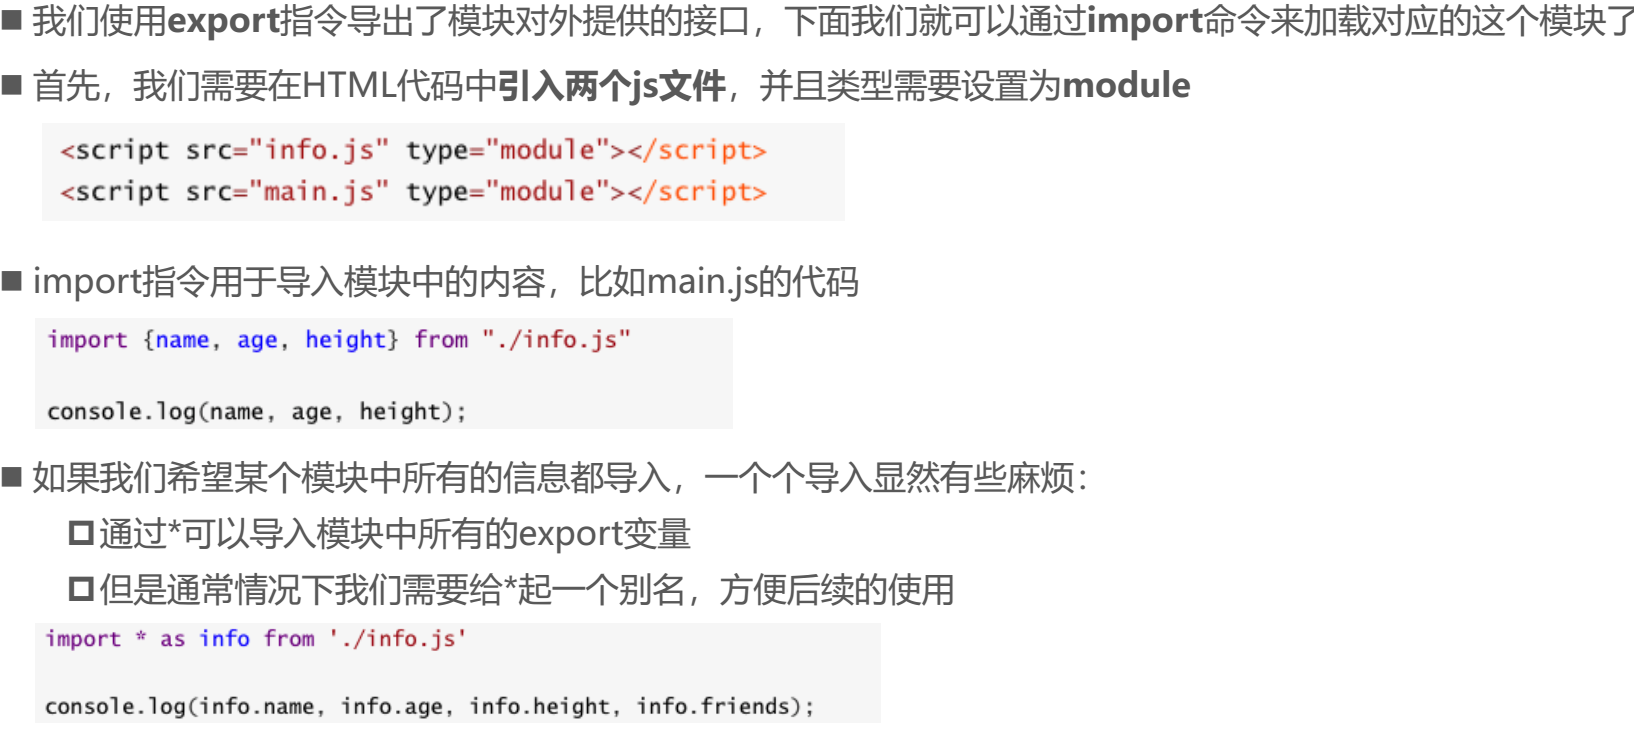 我们使用export指令导出了模块对外提供的接口，下面我们就可以通过import命令来加载对应的这个模块了
首先，我们需要在HTML代码中引入两个js文件，并且类型需要设置为module
<script src="info.js" type="module"></script>
<script src="main.js" type="module"></script>
import指令用于导入模块中的内容，比如main.js的代码
import {name, age, height} from "./info.js"
console.log(name, age, height);
如果我们希望某个模块中所有的信息都导入，一个个导入显然有些麻烦：
通过*可以导入模块中所有的export变量
但是通常情况下我们需要给*起一个别名，方便后续的使用
import * as info from './info.js'
console.log(info.name, info.age, info.height, info.friends);